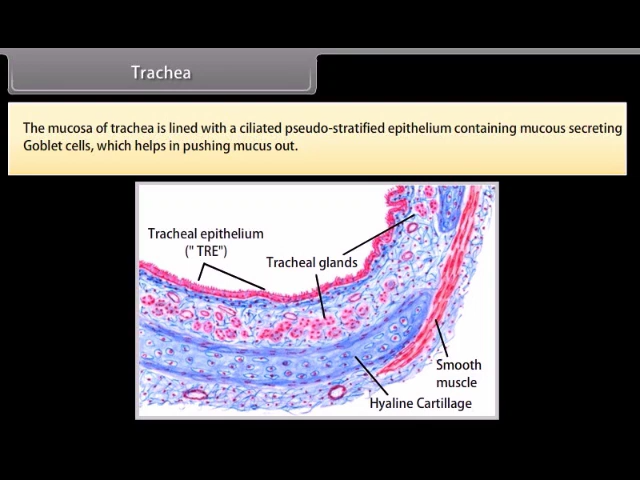 Trachea
The mucosa of trachea is lined with a ciliated pseudo-stratified epithelium containing mucous secreting
Goblet cells, which helps in pushing mucus out.
Tracheal epithelium
(" TRE")
Tracheal glands
Smooth
muscle
Hyaline Cartillage